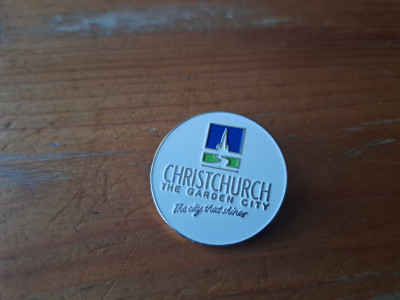 CHRISTCHURCH
THE GARDEN CITY
The city that shines